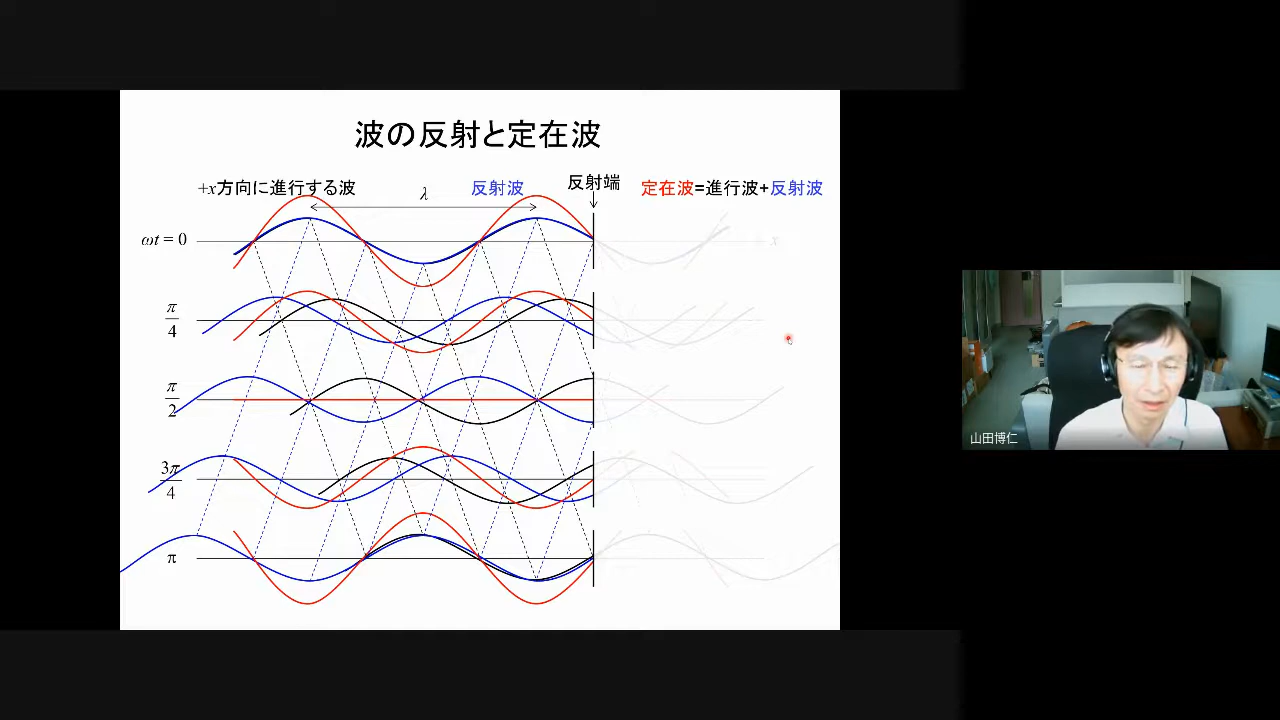 波の反射と定在波
+x方向に進行する波
λ
反射波
反射端
定在波=進行波+反射波
ωt = 0
x
π/4
π/2
3π/4
π
山田博仁